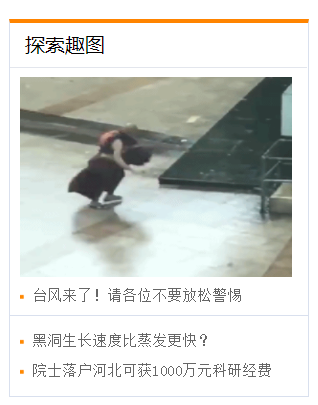 探索趣图
台风来了！请各位不要放松警惕
黑洞生长速度比蒸发更快？
院士落户河北可获1000万元科研经费